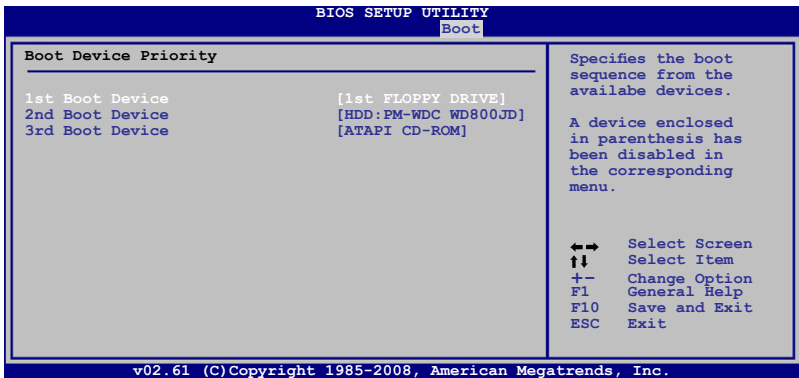 BIOS SETUP UTILITY
Boot
Boot Device Priority
1st Boot Device [1st FLOPPY DRIVE]
2nd Boot Device [HDD:PM-WDC WD800JD]
3rd Boot Device [ATAPI CD-ROM]
Specifies the boot
sequence from the
availabe devices.
A device enclosed
in parenthesis has
been disabled in
the corresponding
menu.
←→ Select Screen
↑↓ Select Item
+- Change Option
F1 General Help
F10 Save and Exit
ESC Exit
v02.61 (C)Copyright 1985-2008, American Megatrends, Inc.